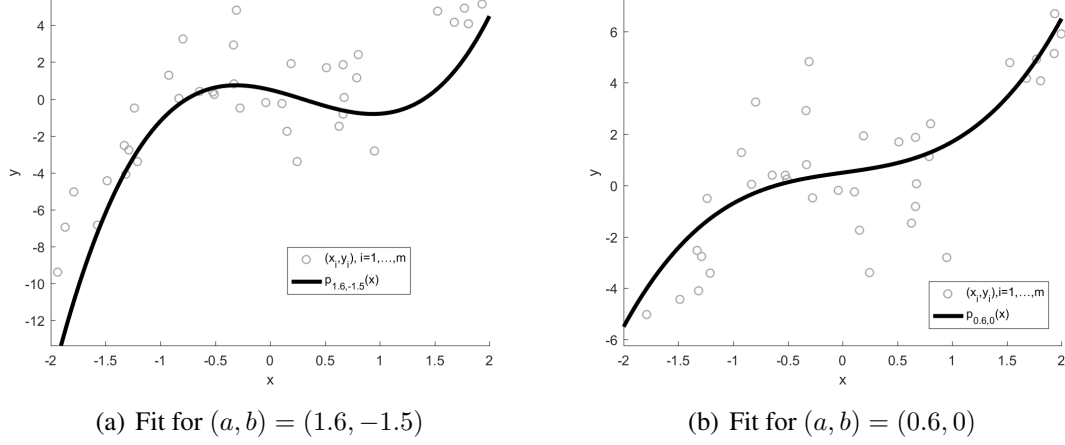 4
2
0
-2
-4
-6
-8
-10
-12
y
-2 -1.5 -1 -0.5 0 0.5 1 1.5 2
x
(x_i,y_i), i=1,…,m
p_{1.6,-1.5}(x)
(a) Fit for (a, b) = (1.6, −1.5)
6
4
2
0
-2
-4
-6
y
-2 -1.5 -1 -0.5 0 0.5 1 1.5 2
x
(x_i,y_i),i=1,…,m
p_{0.6,0}(x)
(b) Fit for (a, b) = (0.6, 0)